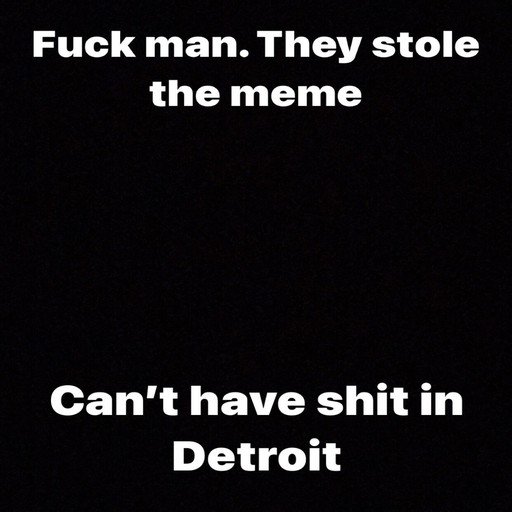 Fuck man. They stole
the meme
Can't have shit in
Detroit